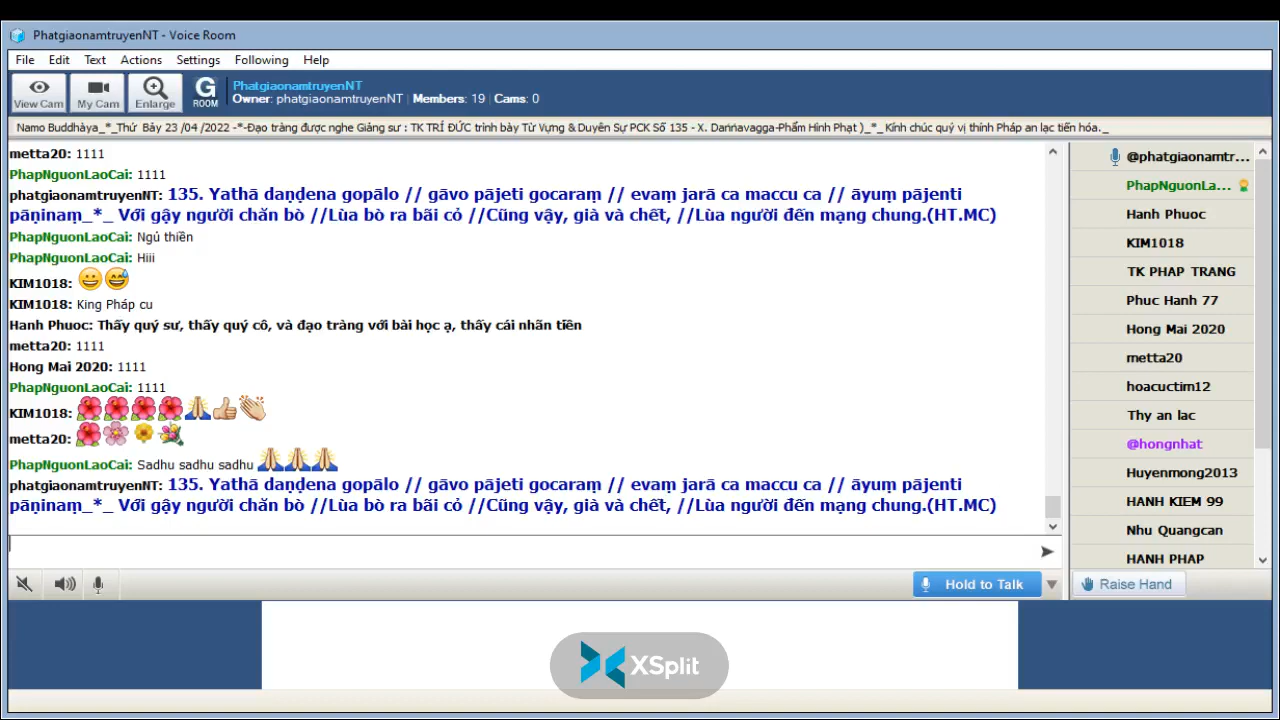 PhatgiaonamtruyenNT - Voice Room
File Edit Text Actions Settings Following Help
View Cam My Cam Enlarge G ROOM
PhatgiaonamtruyenNT
Owner: phatgiaonamtruyenNT | Members: 19 | Cams: 0
Namo Buddhàya_*_Thứ Bảy 23 /04 /2022 -*-Đạo tràng được nghe Giảng sư : TK TRÍ ĐỨC trình bày Từ Vựng & Duyên Sự PCK Số 135 - X. Daṇṇavagga-Phẩm Hình Phạt )_*_ Kính chúc quý vị thính Pháp an lạc tiến hóa._
metta20: 1111
PhapNguonLaoCai: 1111
phatgiaonamtruyenNT: 135. Yathā daṇḍena gopālo // gāvo pājeti gocaraṃ // evaṃ jarā ca maccu ca // āyuṃ pājenti
pāṇinaṃ_*_ Với gậy người chăn bò //Lùa bò ra bãi cỏ //Cũng vậy, già và chết, //Lùa người đến mạng chung.(HT.MC)
PhapNguonLaoCai: Ngủ thiền
PhapNguonLaoCai: Hiii
KIM1018:
KIM1018: King Pháp cu
Hanh Phuoc: Thấy quý sư, thấy quý cô, và đạo tràng với bài học ạ, thấy cái nhãn tiền
metta20: 1111
Hong Mai 2020: 1111
PhapNguonLaoCai: 1111
KIM1018:
metta20:
PhapNguonLaoCai: Sadhu sadhu sadhu
phatgiaonamtruyenNT: 135. Yathā daṇḍena gopālo // gāvo pājeti gocaraṃ // evaṃ jarā ca maccu ca // āyuṃ pājenti
pāṇinaṃ_*_ Với gậy người chăn bò //Lùa bò ra bãi cỏ //Cũng vậy, già và chết, //Lùa người đến mạng chung.(HT.MC)
@phatgiaonamtr...
PhapNguonLa...
Hanh Phuoc
KIM1018
TK PHAP TRANG
Phuc Hanh 77
Hong Mai 2020
metta20
hoacuctim12
Thy an lac
@hongnhat
Huyenmong2013
HANH KIEM 99
Nhu Quangcan
HANH PHAP
Hold to Talk
Raise Hand
XSplit